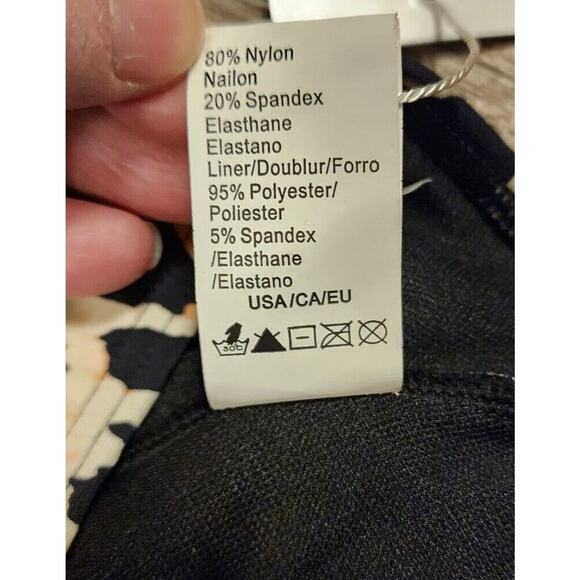 80% Nylon
Nailon
20% Spandex
Elasthane
Elastano
Liner/Doublur/Forro
95% Polyester/
Poliester
5% Spandex
/Elasthane
/Elastano
USA/CA/EU
30C